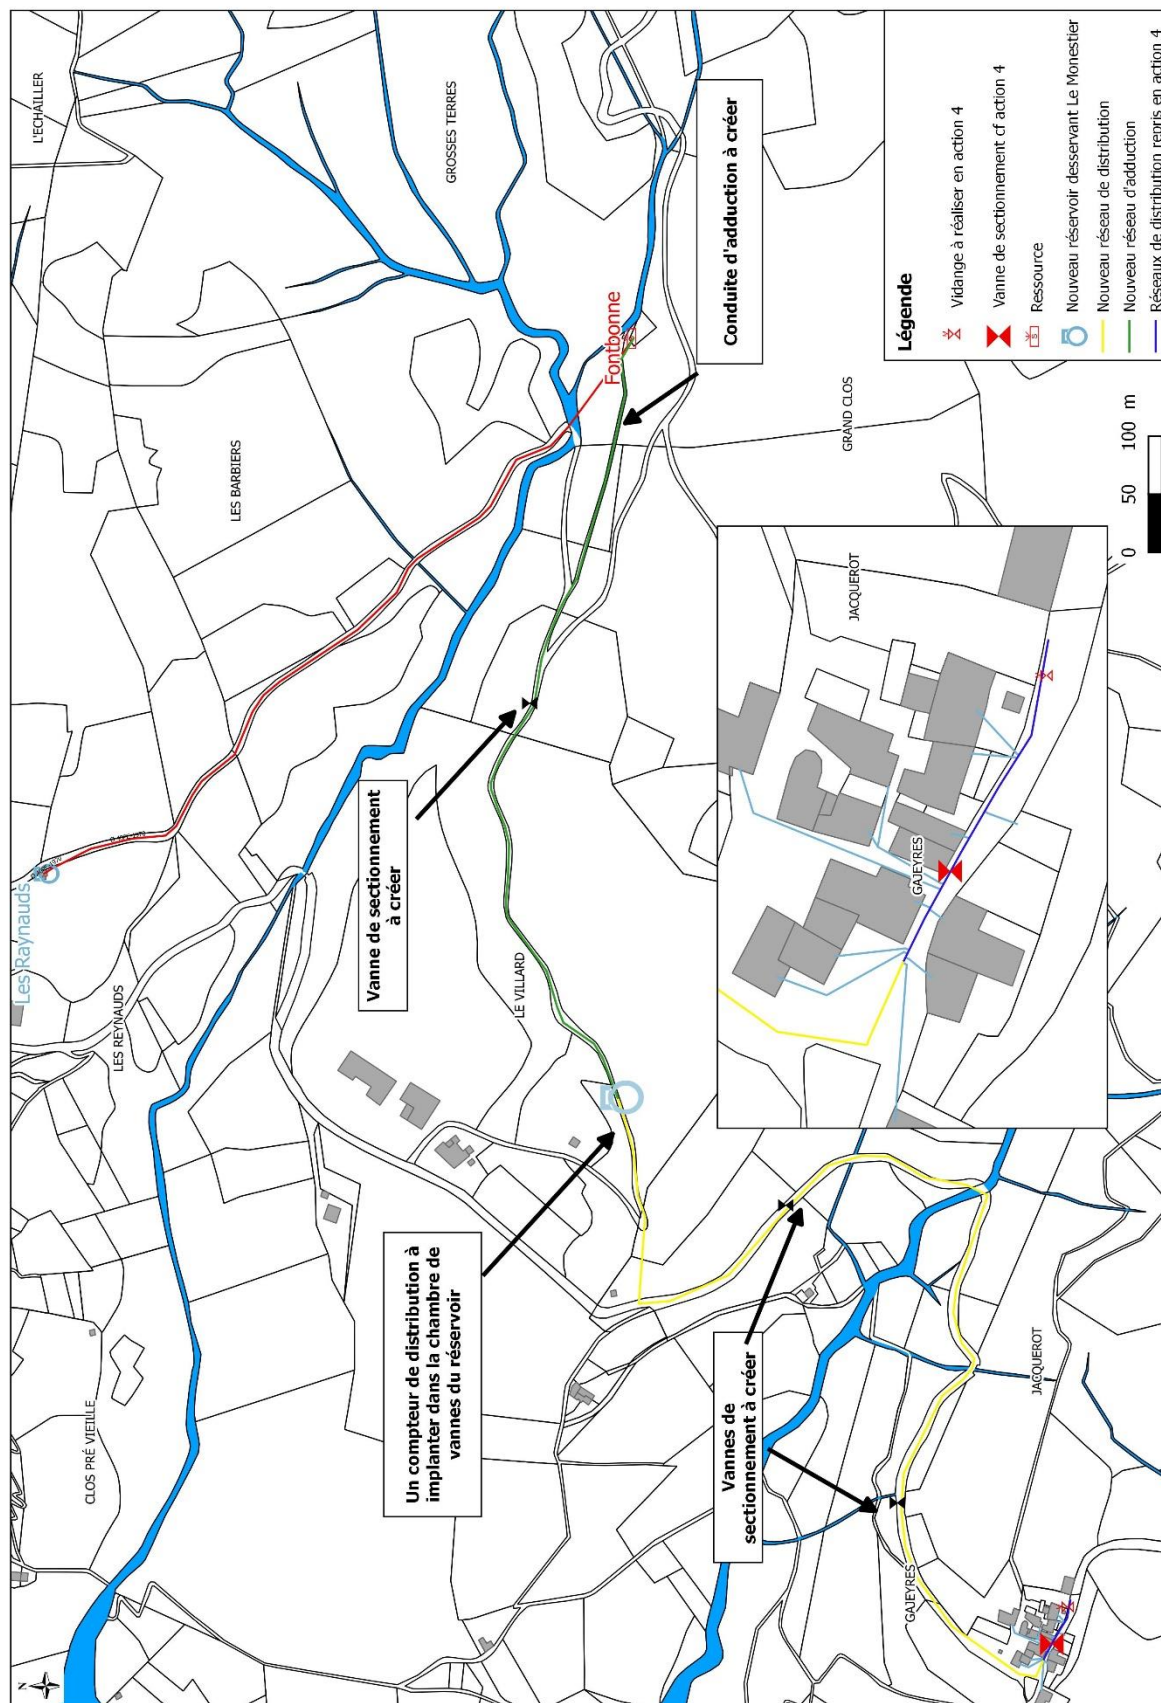 L'ECHAILLER
GROSSES TERRES
LES BARBIERS
Les Raynauds
LES REYNAUDS
CLOS PRÉ VIEILLE
Fontbonne
Conduite d'adduction à créer
GRAND CLOS
Vanne de sectionnement
à créer
LE VILLARD
Un compteur de distribution à
implanter dans la chambre de
vannes du réservoir
Vannes de
sectionnement à créer
JACQUEROT
GAJEYRES
JACQUEROT
GAJEYRES
N
0 50 100 m
Légende
Vidange à réaliser en action 4
Vanne de sectionnement cf action 4
Ressource
Nouveau réservoir desservant Le Monestier
Nouveau réseau de distribution
Nouveau réseau d'adduction
Réseaux de distribution repris en action 4